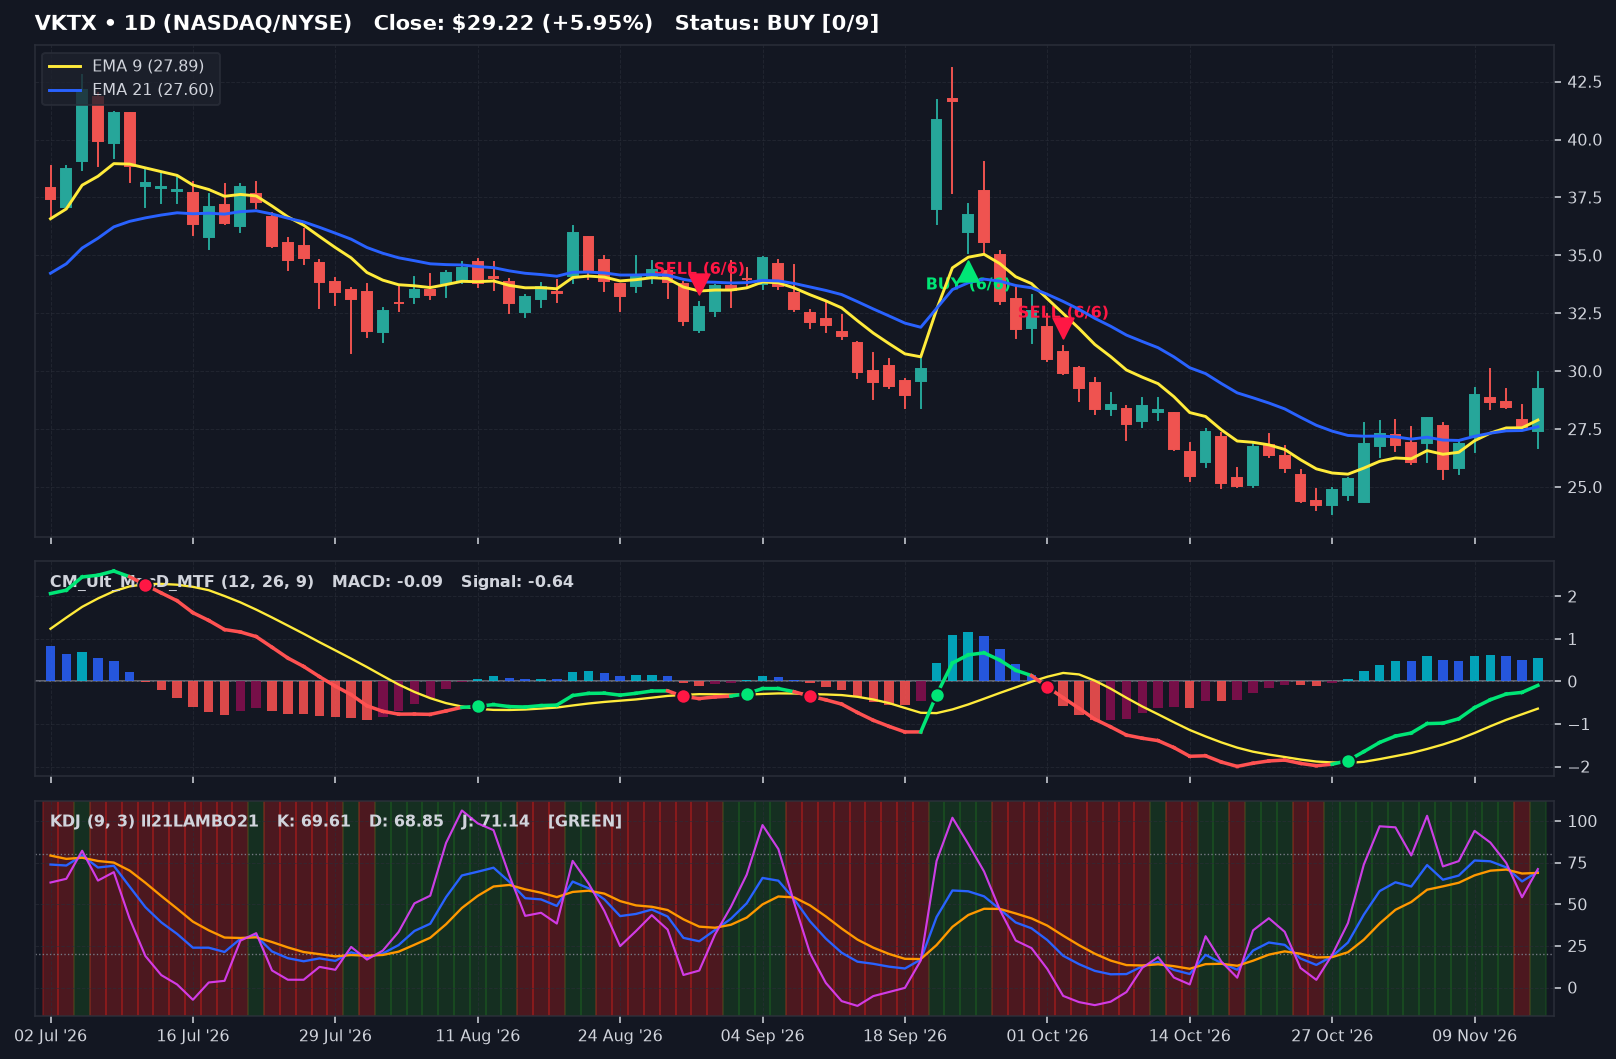 VKTX • 1D (NASDAQ/NYSE)   Close: $29.22 (+5.95%)   Status: BUY [0/9]
EMA 9 (27.89)
EMA 21 (27.60)
42.5
40.0
37.5
35.0
32.5
30.0
27.5
25.0
SELL (6/6)
BUY (6/6)
SELL (6/6)
CM_Ult_MacD_MTF (12, 26, 9)   MACD: -0.09   Signal: -0.64
2
1
0
−1
−2
KDJ (9, 3) II21LAMBO21   K: 69.61   D: 68.85   J: 71.14   [GREEN]
100
75
50
25
0
02 Jul '26
16 Jul '26
29 Jul '26
11 Aug '26
24 Aug '26
04 Sep '26
18 Sep '26
01 Oct '26
14 Oct '26
27 Oct '26
09 Nov '26